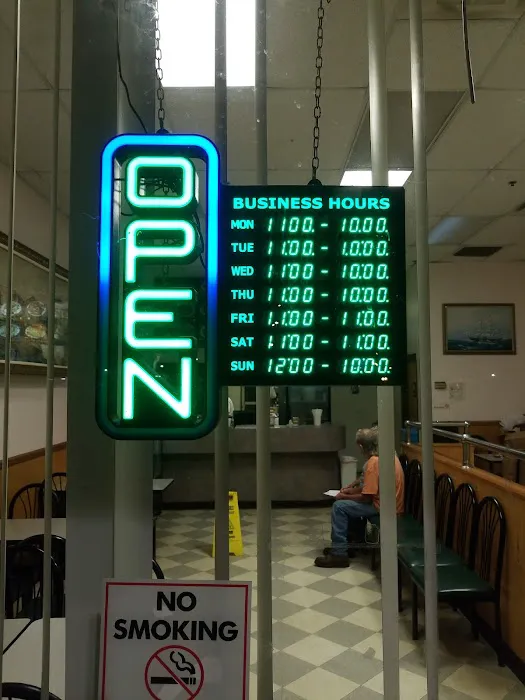 OPEN
BUSINESS HOURS
MON 11:00 - 10:00
TUE 11:00 - 10:00
WED 11:00 - 10:00
THU 11:00 - 10:00
FRI 11:00 - 11:00
SAT 11:00 - 11:00
SUN 12:00 - 10:00
NO
SMOKING